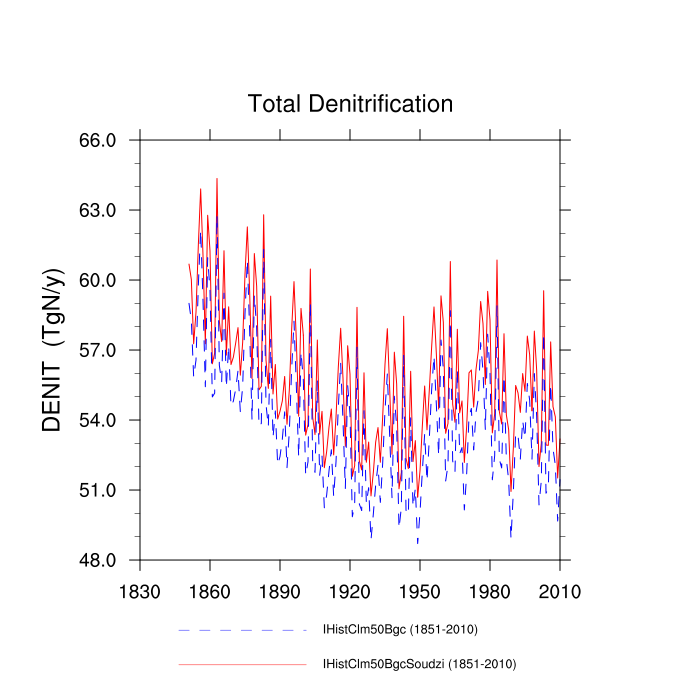 Total Denitrification
DENIT (TgN/y)
66.0
63.0
60.0
57.0
54.0
51.0
48.0
1830 1860 1890 1920 1950 1980 2010
IHistClm50Bgc (1851-2010)
IHistClm50BgcSoudzi (1851-2010)